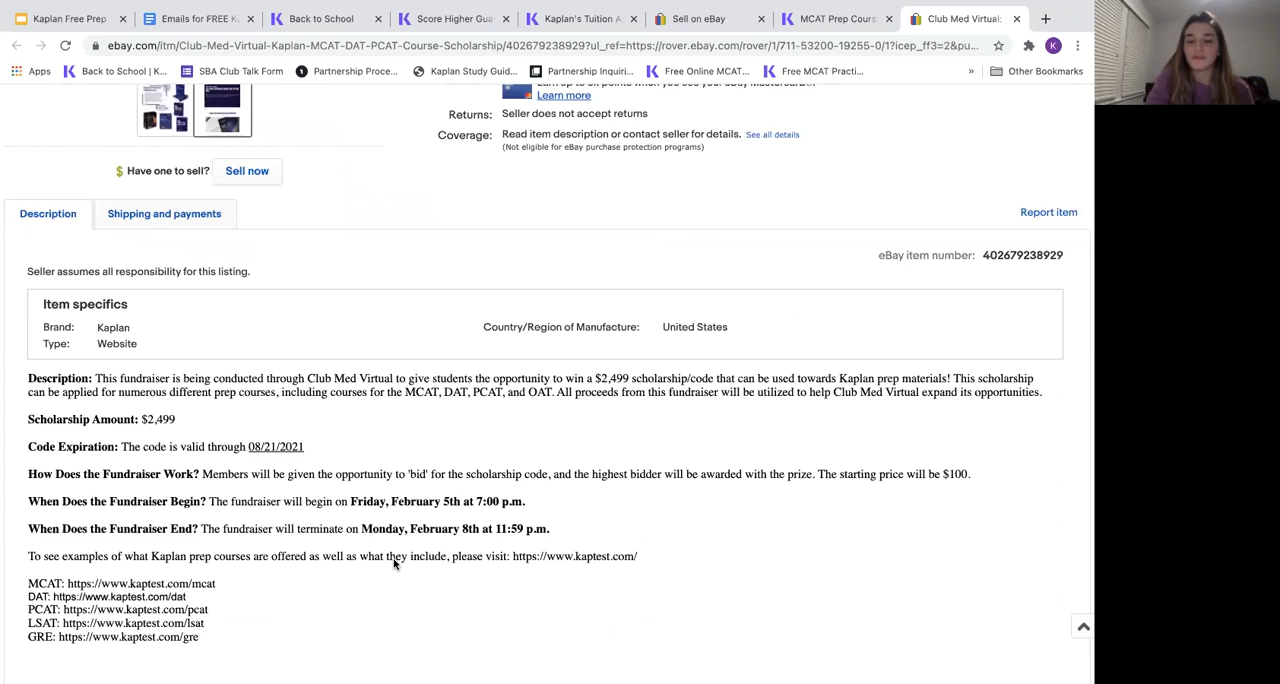 Kaplan Free Prep
Emails for FREE K
Back to School
Score Higher Gua
Kaplan's Tuition A
Sell on eBay
MCAT Prep Cours
Club Med Virtual:
ebay.com/itm/Club-Med-Virtual-Kaplan-MCAT-DAT-PCAT-Course-Scholarship/402679238929?ul_ref=https://rover.ebay.com/rover/1/711-53200-19255-0/1?icep_ff3=2&pu...
K
Apps
Back to School | K...
SBA Club Talk Form
Partnership Proce...
Kaplan Study Guid...
Partnership Inquiri...
Free Online MCAT...
Free MCAT Practi...
»
Other Bookmarks
Learn more
Returns: Seller does not accept returns
Coverage: Read item description or contact seller for details. See all details
(Not eligible for eBay purchase protection programs)
Have one to sell? Sell now
Description
Shipping and payments
Report item
eBay item number: 402679238929
Seller assumes all responsibility for this listing.
Item specifics
Brand: Kaplan Country/Region of Manufacture: United States
Type: Website
Description: This fundraiser is being conducted through Club Med Virtual to give students the opportunity to win a $2,499 scholarship/code that can be used towards Kaplan prep materials! This scholarship
can be applied for numerous different prep courses, including courses for the MCAT, DAT, PCAT, and OAT. All proceeds from this fundraiser will be utilized to help Club Med Virtual expand its opportunities.
Scholarship Amount: $2,499
Code Expiration: The code is valid through 08/21/2021
How Does the Fundraiser Work? Members will be given the opportunity to 'bid' for the scholarship code, and the highest bidder will be awarded with the prize. The starting price will be $100.
When Does the Fundraiser Begin? The fundraiser will begin on Friday, February 5th at 7:00 p.m.
When Does the Fundraiser End? The fundraiser will terminate on Monday, February 8th at 11:59 p.m.
To see examples of what Kaplan prep courses are offered as well as what they include, please visit: https://www.kaptest.com/
MCAT: https://www.kaptest.com/mcat
DAT: https://www.kaptest.com/dat
PCAT: https://www.kaptest.com/pcat
LSAT: https://www.kaptest.com/lsat
GRE: https://www.kaptest.com/gre